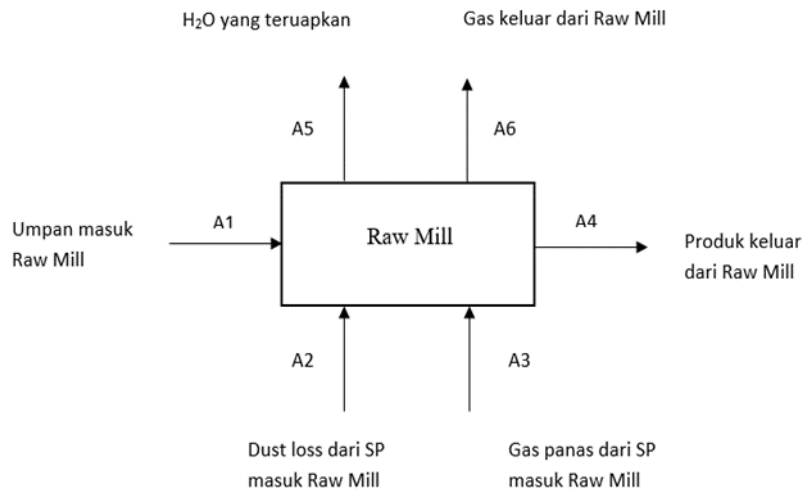 H₂O yang teruapkan
Gas keluar dari Raw Mill
A5
A6
Umpan masuk
Raw Mill
A1
Raw Mill
A4
Produk keluar
dari Raw Mill
A2
A3
Dust loss dari SP
masuk Raw Mill
Gas panas dari SP
masuk Raw Mill